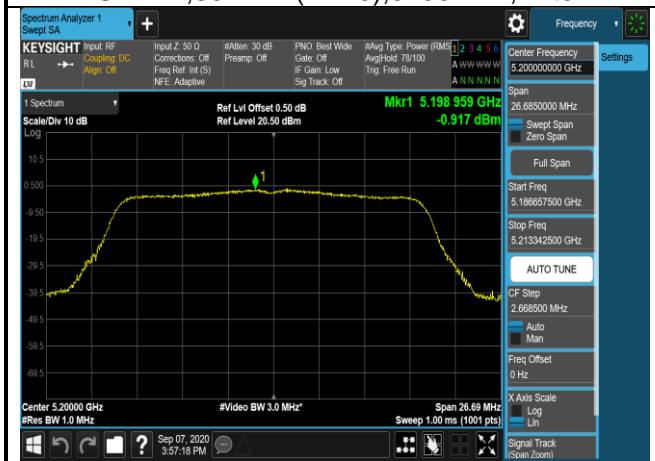 Spectrum Analyzer 1
Swept SA
Frequency
KEYSIGHT
RL
Input: RF
Coupling: DC
Align: Off
Input Z: 50 Ω
Corrections: Off
Freq Ref: Int (S)
NFE: Adaptive
#Atten: 30 dB
Preamp: Off
PNO: Best Wide
Gate: Off
IF Gain: Low
Sig Track: Off
#Avg Type: Power (RMS
Avg|Hold: 78/100
Trig: Free Run
1 2 3 4 5 6
A W W W W W
A N N N N N
Center Frequency
5.200000000 GHz
Settings
Span
26.6850000 MHz
Swept Span
Zero Span
Full Span
Start Freq
5.186657500 GHz
Stop Freq
5.213342500 GHz
AUTO TUNE
CF Step
2.668500 MHz
Auto
Man
Freq Offset
0 Hz
X Axis Scale
Log
Lin
Signal Track
(Span Zoom)
1 Spectrum
Scale/Div 10 dB
Log
Ref Lvl Offset 0.50 dB
Ref Level 20.50 dBm
Mkr1 5.198 959 GHz
-0.917 dBm
10.5
0.500
-9.50
-19.5
-29.5
-39.5
-49.5
-59.5
-69.5
1
Center 5.20000 GHz
#Res BW 1.0 MHz
#Video BW 3.0 MHz*
Span 26.69 MHz
Sweep 1.00 ms (1001 pts)
Sep 07, 2020
3:57:18 PM